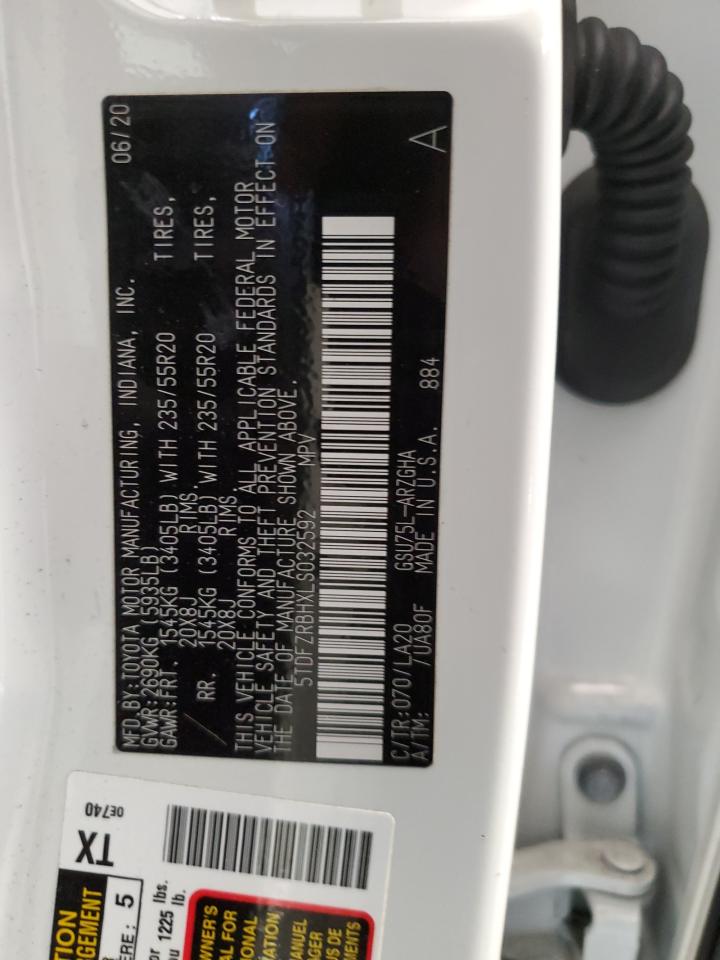 MFD.BY:TOYOTA MOTOR MANUFACTURING, INDIANA, INC. 06/20
GVWR:2690KG (5935LB)
GAWR:FRT. 1545KG (3405LB) WITH 235/55R20 TIRES,
20X8J RIMS.
/ RR. 1545KG (3405LB) WITH 235/55R20 TIRES,
20X8J RIMS
THIS VEHICLE CONFORMS TO ALL APPLICABLE FEDERAL MOTOR
VEHICLE SAFETY AND THEFT PREVENTION STANDARDS IN EFFECT ON
THE DATE OF MANUFACTURE SHOWN ABOVE.
5TDFZRBHXLS032592 MPV
C/TR:070/LA20 GSU75L-ARZGHA
A/TM: /UA80F MADE IN U.S.A. 884 A
TX 0E740
5
1225 lbs.
1225 lb.